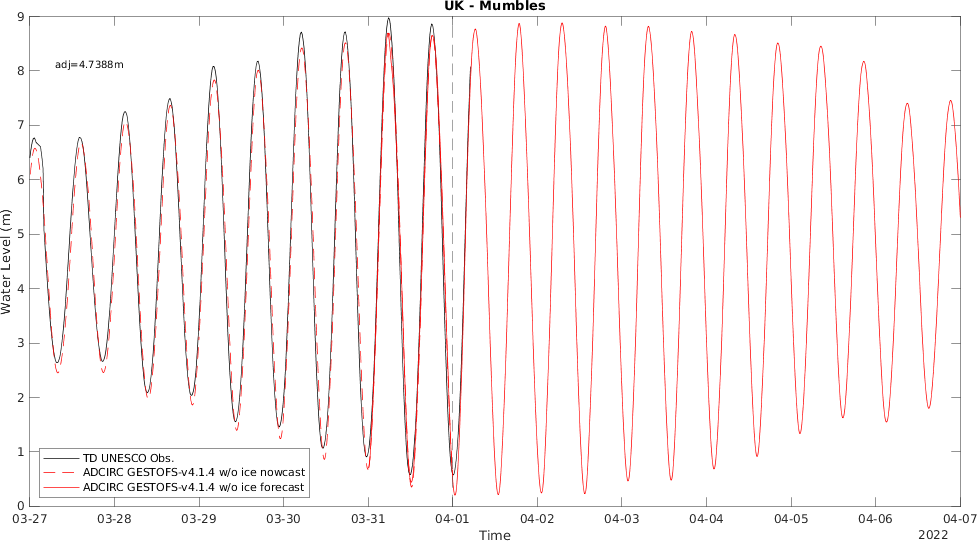 UK - Mumbles
adj=4.7388m
9
8
7
6
5
4
3
2
1
0
Water Level (m)
TD UNESCO Obs.
ADCIRC GESTOFS-v4.1.4 w/o ice nowcast
ADCIRC GESTOFS-v4.1.4 w/o ice forecast
03-27 03-28 03-29 03-30 03-31 04-01 04-02 04-03 04-04 04-05 04-06 04-07
Time
2022